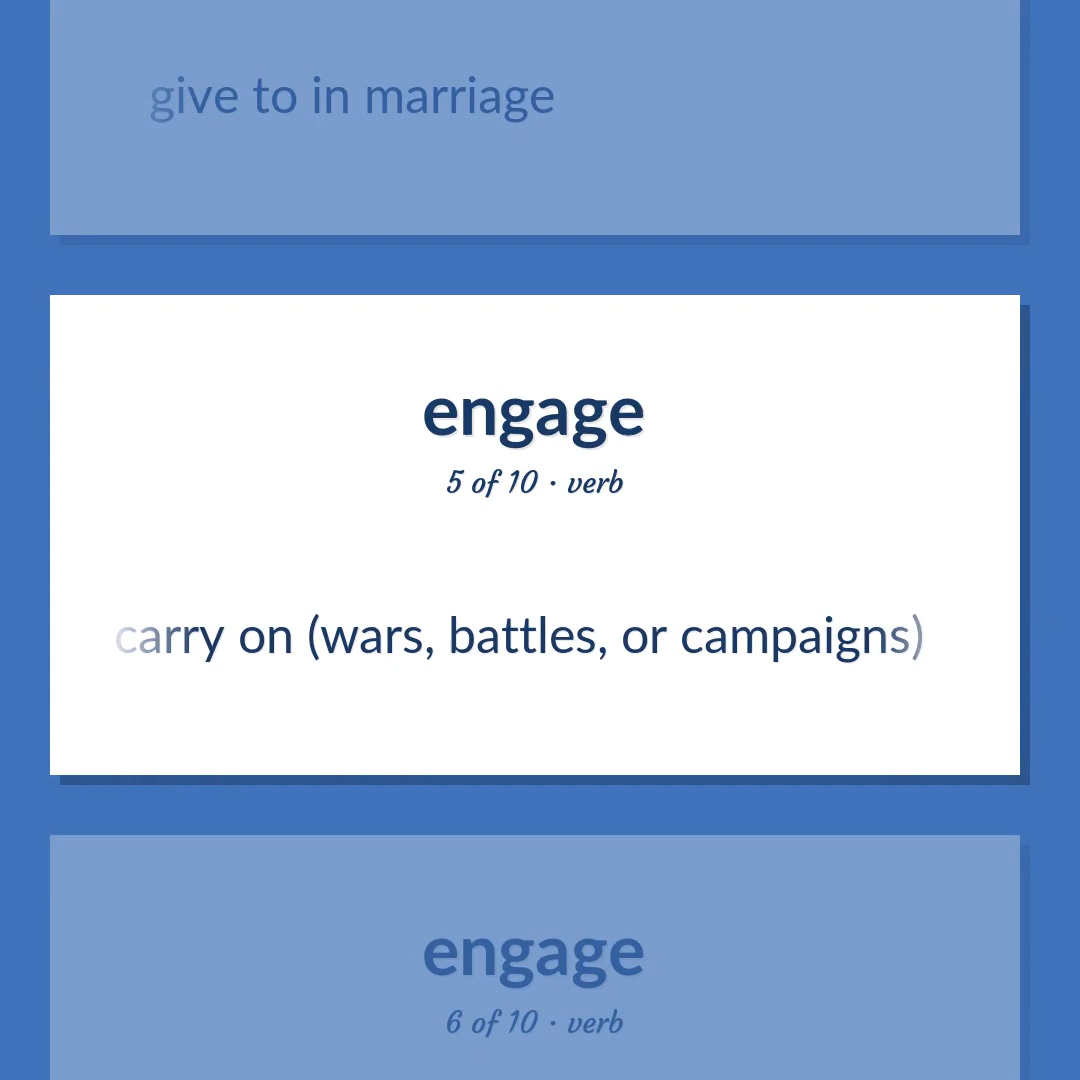 give to in marriage
engage
5 of 10 · verb
carry on (wars, battles, or campaigns)
engage
6 of 10 · verb